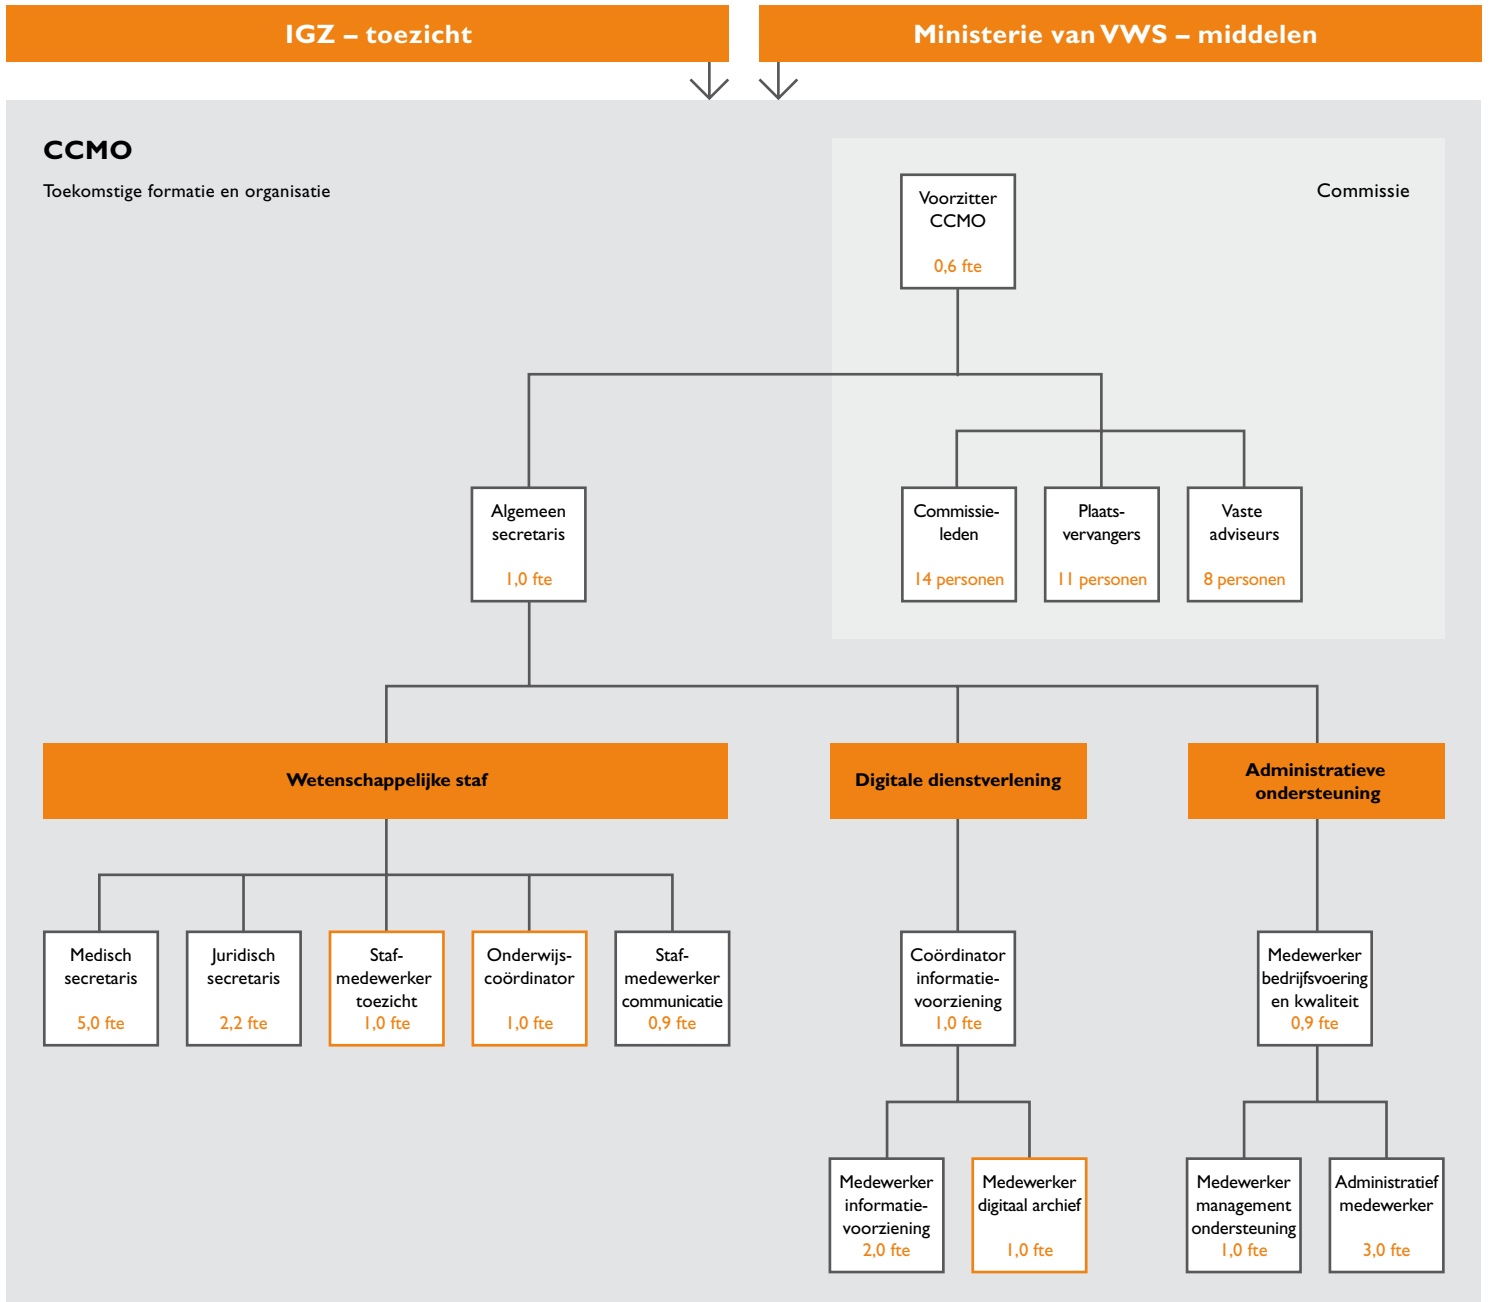 IGZ – toezicht
Ministerie van VWS – middelen
CCMO
Toekomstige formatie en organisatie
Commissie
Voorzitter
CCMO
0,6 fte
Algemeen
secretaris
1,0 fte
Commissie-
leden
14 personen
Plaats-
vervangers
11 personen
Vaste
adviseurs
8 personen
Wetenschappelijke staf
Digitale dienstverlening
Administratieve
ondersteuning
Medisch
secretaris
5,0 fte
Juridisch
secretaris
2,2 fte
Staf-
medewerker
toezicht
1,0 fte
Onderwijs-
coördinator
1,0 fte
Staf-
medewerker
communicatie
0,9 fte
Coördinator
informatie-
voorziening
1,0 fte
Medewerker
bedrijfsvoering
en kwaliteit
0,9 fte
Medewerker
informatie-
voorziening
2,0 fte
Medewerker
digitaal archief
1,0 fte
Medewerker
management
ondersteuning
1,0 fte
Administratief
medewerker
3,0 fte